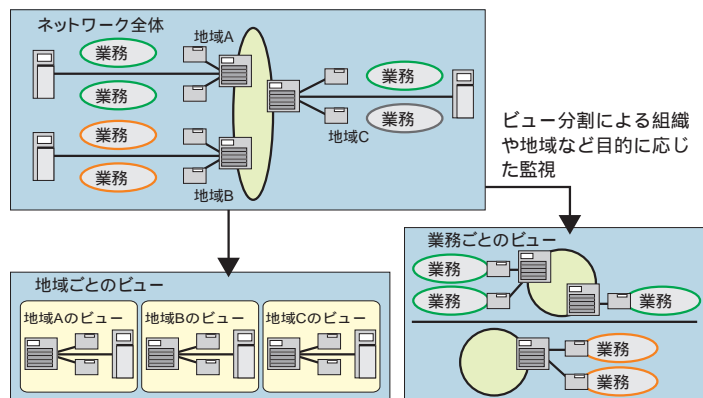 ネットワーク全体
地域A
業務
業務
業務
業務
地域B
業務
業務
地域C
ビュー分割による組織
や地域など目的に応じ
た監視
地域ごとのビュー
地域Aのビュー
地域Bのビュー
地域Cのビュー
業務ごとのビュー
業務
業務
業務
業務
業務